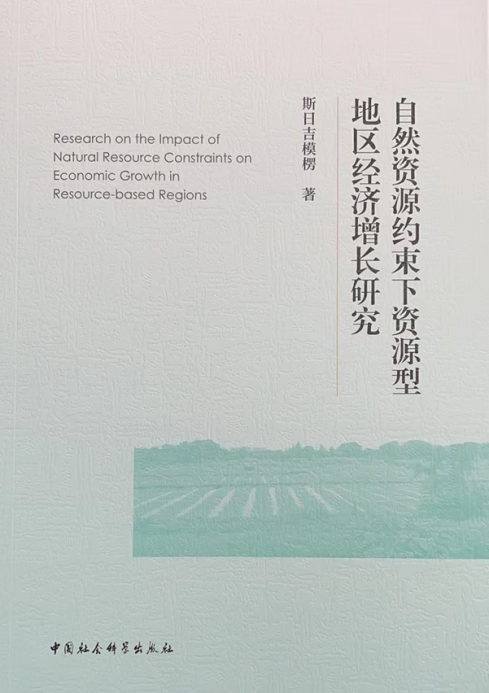 自然资源约束下资源型
地区经济增长研究
斯日吉模楞 著
Research on the Impact of
Natural Resource Constraints on
Economic Growth in
Resource-based Regions
中国社会科学出版社